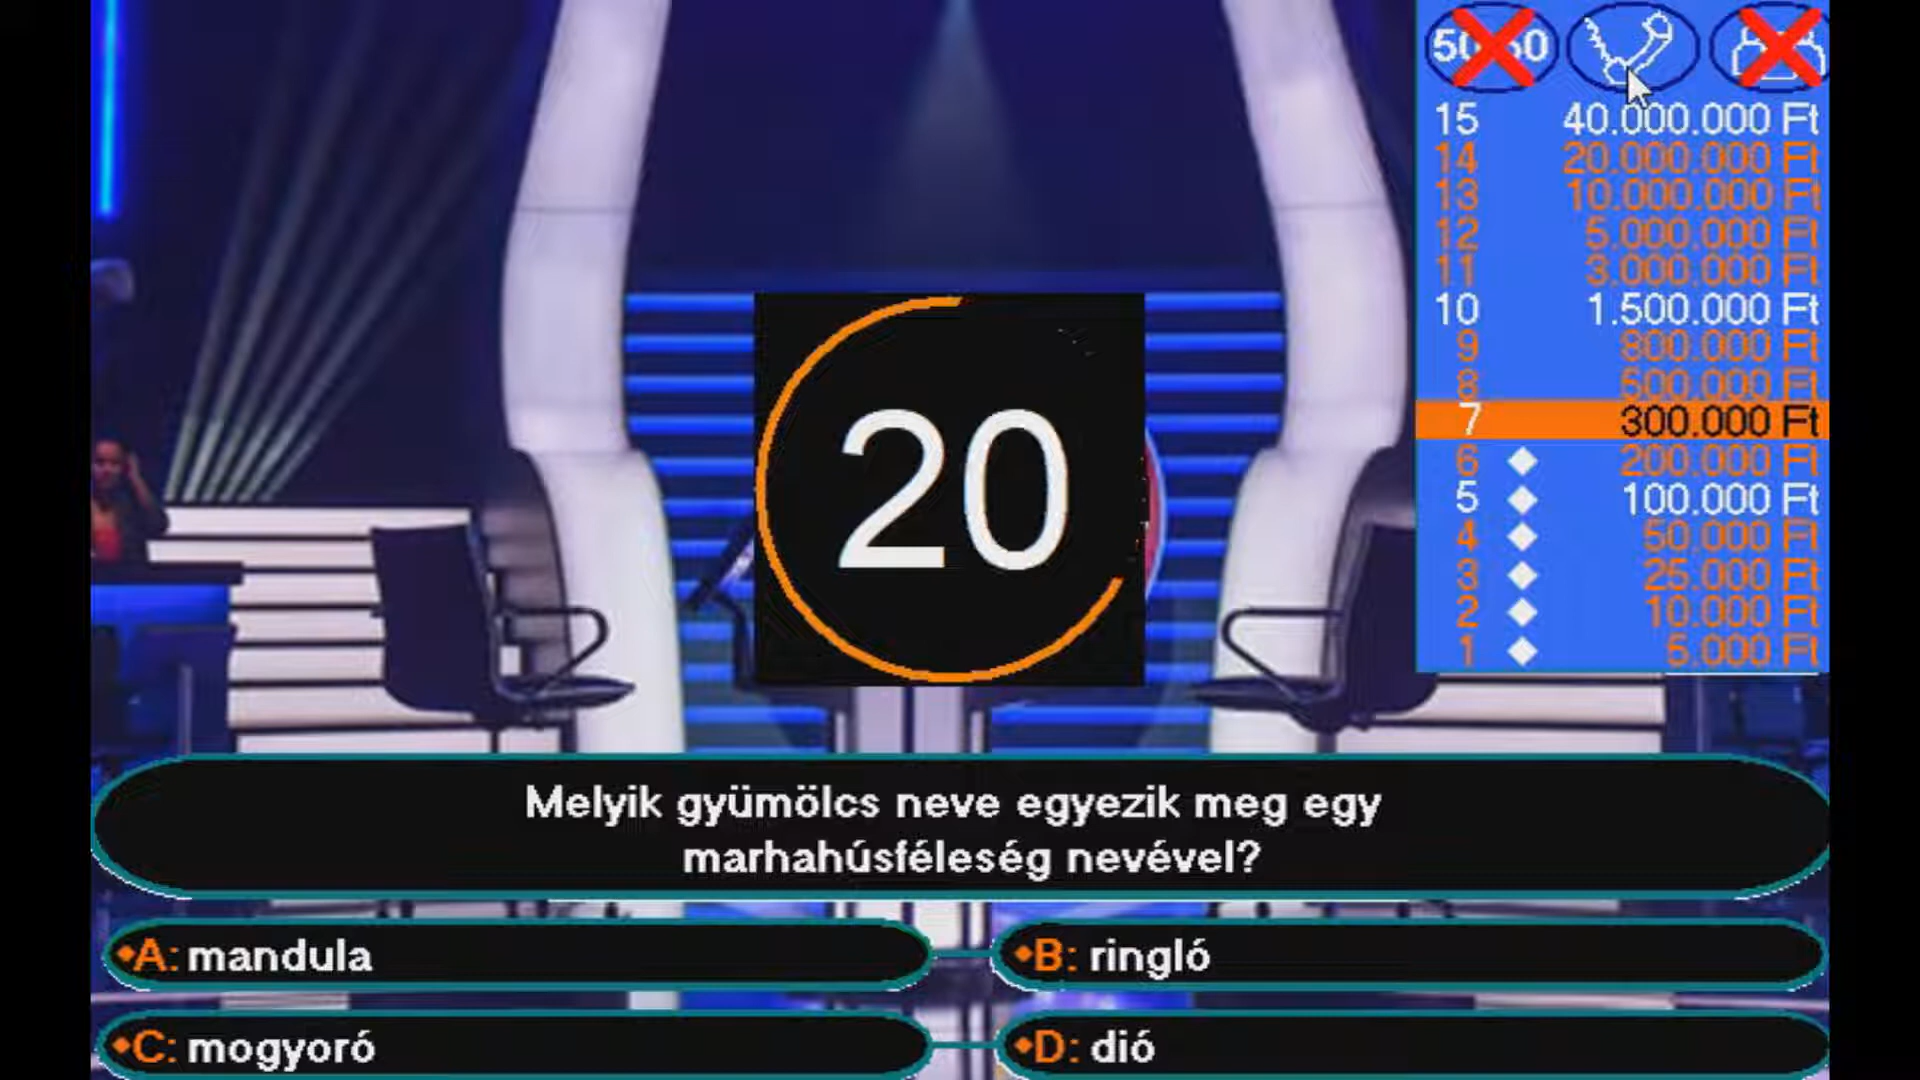 50:50
15 40.000.000 Ft
14 20.000.000 Ft
13 10.000.000 Ft
12 5.000.000 Ft
11 3.000.000 Ft
10 1.500.000 Ft
9 800.000 Ft
8 500.000 Ft
7 300.000 Ft
6 200.000 Ft
5 100.000 Ft
4 50.000 Ft
3 25.000 Ft
2 10.000 Ft
1 5.000 Ft
20
Melyik gyümölcs neve egyezik meg egy
marhahúsféleség nevével?
A: mandula
B: ringló
C: mogyoró
D: dió